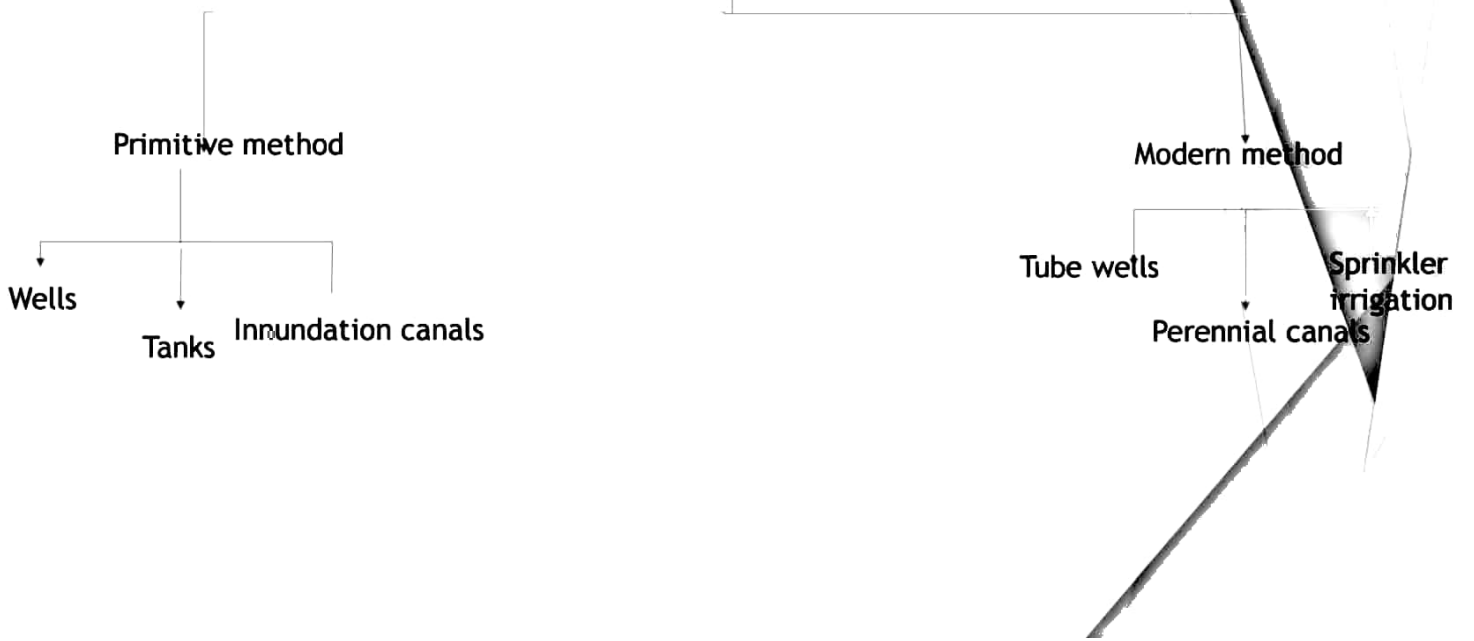 Primitive method
Modern method
Wells
Tanks
Innundation canals
Tube wells
Perennial canals
Sprinkler
irrigation